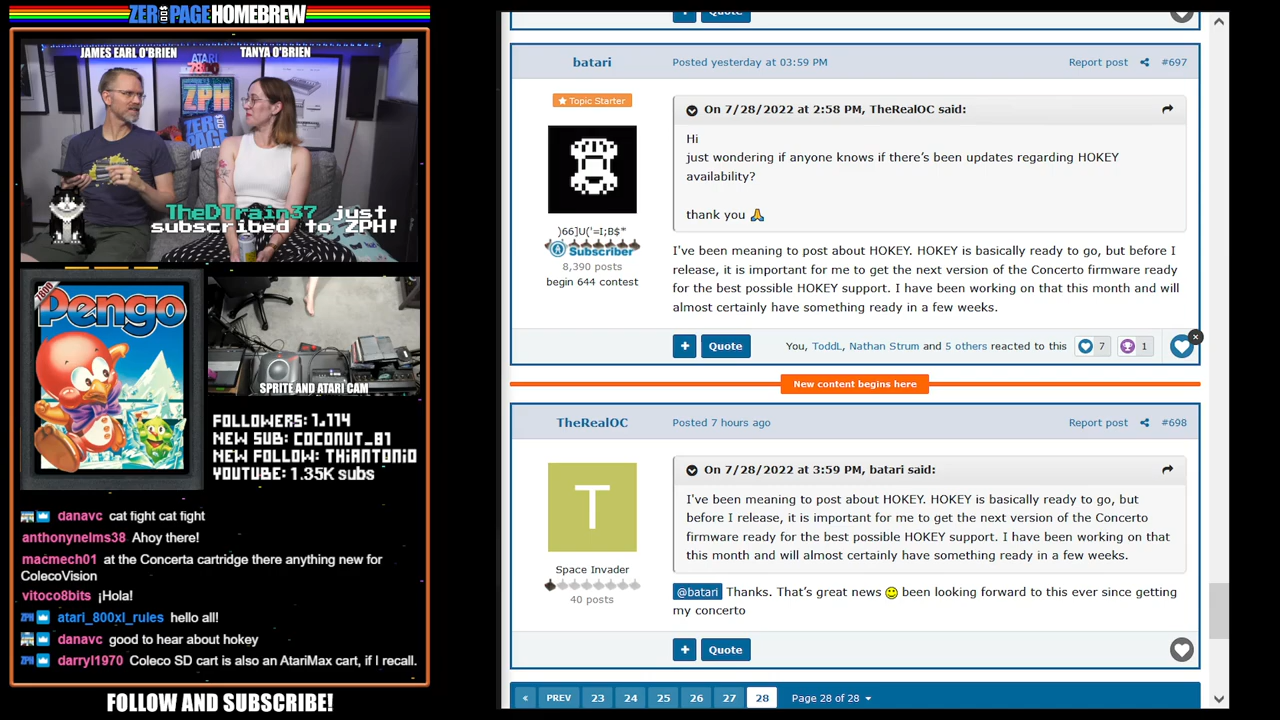 ZER PAGE HOMEBREW
JAMES EARL O'BRIEN
TANYA O'BRIEN
ATARI
7800
ZPH
ZERO
PAGE
TheDTrain37 just
subscribed to ZPH!
7800
Pengo
SPRITE AND ATARI CAM
FOLLOWERS: 1,114
NEW SUB: COCONUT_81
NEW FOLLOW: THIANTONIO
YOUTUBE: 1.35K subs
danavc cat fight cat fight
anthonynelms38 Ahoy there!
macmech01 at the Concerta cartridge there anything new for
ColecoVision
vitoco8bits ¡Hola!
atari_800xl_rules hello all!
danavc good to hear about hokey
darryl1970 Coleco SD cart is also an AtariMax cart, if I recall.
FOLLOW AND SUBSCRIBE!
+ Quote
batari
Posted yesterday at 03:59 PM
Report post
#697
Topic Starter
)66]U('=I;B$*
Subscriber
8,390 posts
begin 644 contest
On 7/28/2022 at 2:58 PM, TheRealOC said:
Hi
just wondering if anyone knows if there's been updates regarding HOKEY
availability?
thank you 🙏
I've been meaning to post about HOKEY. HOKEY is basically ready to go, but before I
release, it is important for me to get the next version of the Concerto firmware ready
for the best possible HOKEY support. I have been working on that this month and will
almost certainly have something ready in a few weeks.
+ Quote
You, ToddL, Nathan Strum and 5 others reacted to this
7
1
New content begins here
TheRealOC
Posted 7 hours ago
Report post
#698
T
Space Invader
40 posts
On 7/28/2022 at 3:59 PM, batari said:
I've been meaning to post about HOKEY. HOKEY is basically ready to go, but
before I release, it is important for me to get the next version of the Concerto
firmware ready for the best possible HOKEY support. I have been working on that
this month and will almost certainly have something ready in a few weeks.
@batari Thanks. That's great news 🙂 been looking forward to this ever since getting
my concerto
+ Quote
« PREV 23 24 25 26 27 28 Page 28 of 28